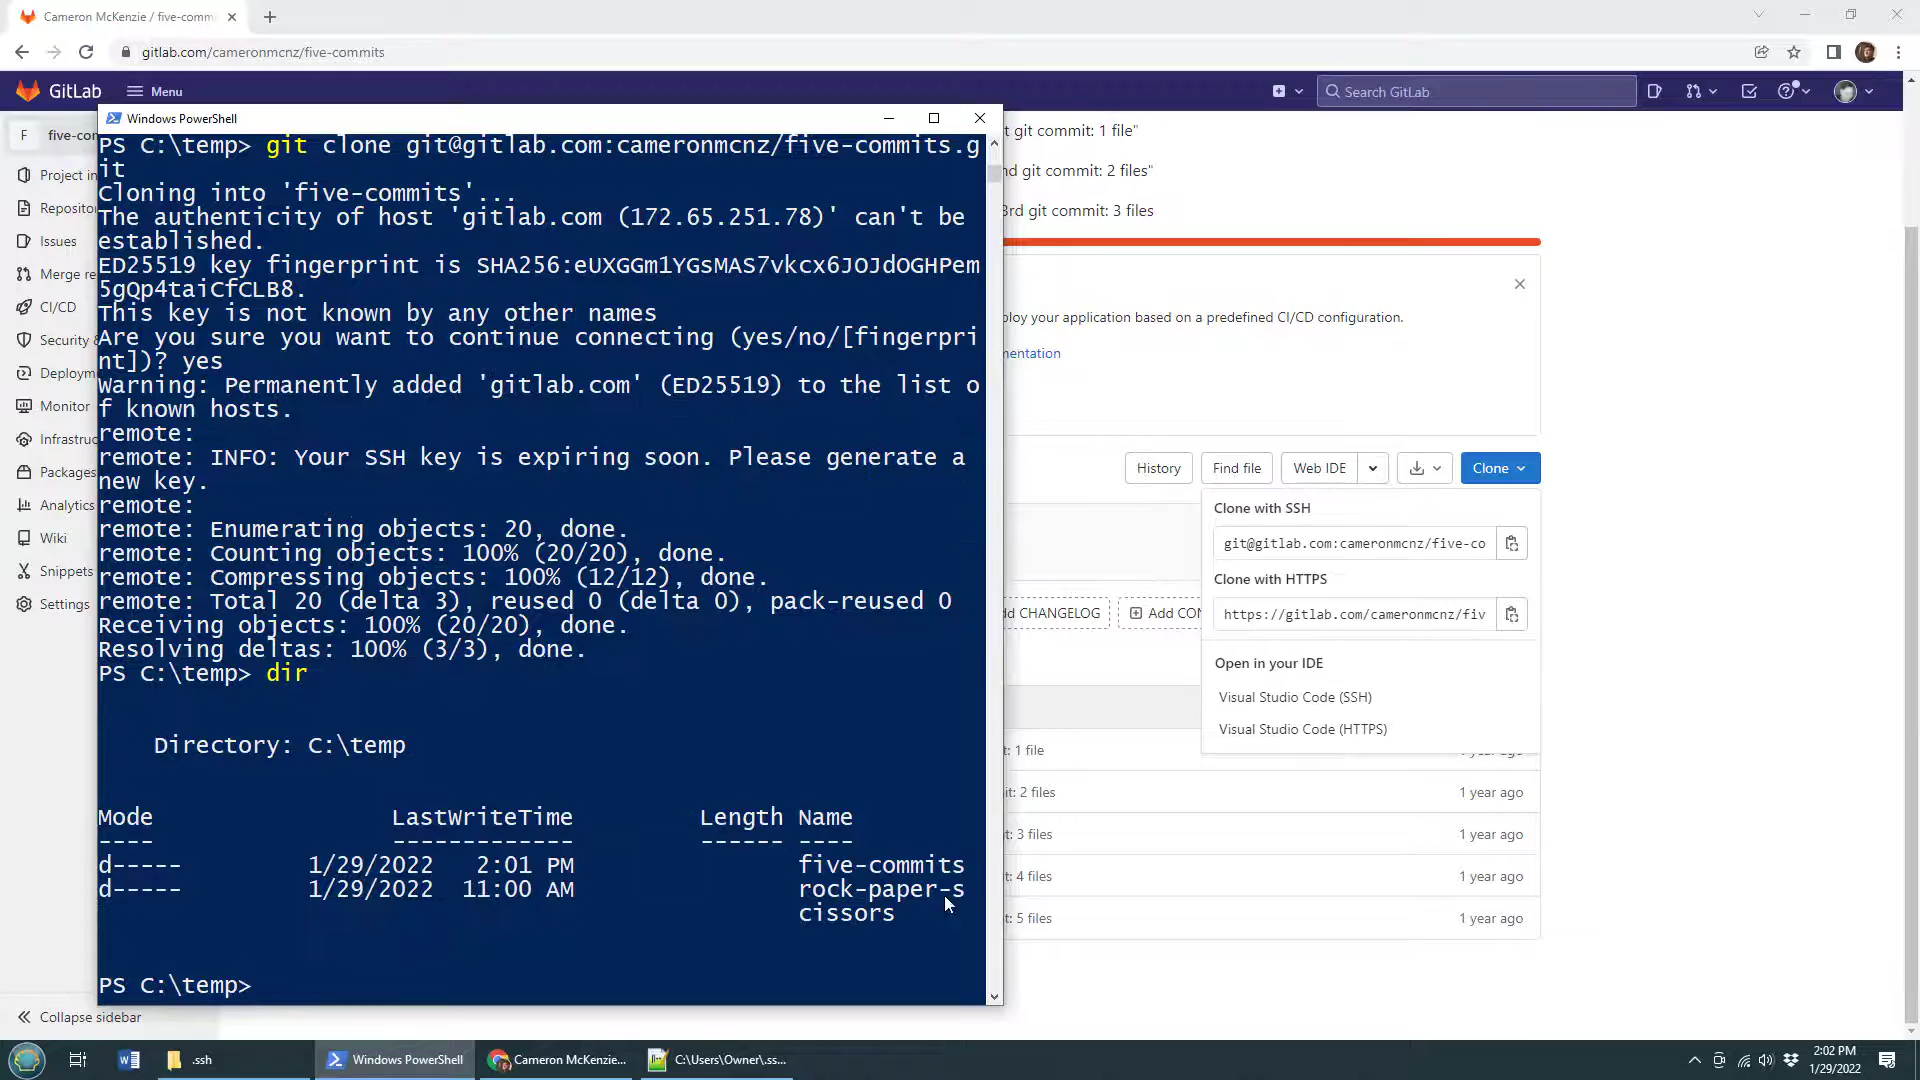 Cameron McKenzie / five-comm
gitlab.com/cameronmcnz/five-commits
GitLab
Menu
Search GitLab
F five-con
Project in
Reposito
Issues
Merge re
CI/CD
Security &
Deploym
Monitor
Infrastruc
Packages
Analytics
Wiki
Snippets
Settings
Collapse sidebar
Windows PowerShell
PS C:\temp> git clone git@gitlab.com:cameronmcnz/five-commits.g
it
Cloning into 'five-commits'...
The authenticity of host 'gitlab.com (172.65.251.78)' can't be
established.
ED25519 key fingerprint is SHA256:eUXGGm1YGsMAS7vkcx6JOJdOGHPem
5gQp4taiCfCLB8.
This key is not known by any other names
Are you sure you want to continue connecting (yes/no/[fingerpri
nt])? yes
Warning: Permanently added 'gitlab.com' (ED25519) to the list o
f known hosts.
remote:
remote: INFO: Your SSH key is expiring soon. Please generate a
new key.
remote:
remote: Enumerating objects: 20, done.
remote: Counting objects: 100% (20/20), done.
remote: Compressing objects: 100% (12/12), done.
remote: Total 20 (delta 3), reused 0 (delta 0), pack-reused 0
Receiving objects: 100% (20/20), done.
Resolving deltas: 100% (3/3), done.
PS C:\temp> dir
Directory: C:\temp
Mode LastWriteTime Length Name
---- ------------- ------ ----
d----- 1/29/2022 2:01 PM five-commits
d----- 1/29/2022 11:00 AM rock-paper-s
cissors
PS C:\temp>
t git commit: 1 file"
nd git commit: 2 files"
3rd git commit: 3 files
ploy your application based on a predefined CI/CD configuration.
mentation
History
Find file
Web IDE
Clone
Clone with SSH
git@gitlab.com:cameronmcnz/five-co
Clone with HTTPS
https://gitlab.com/cameronmcnz/fiv
dd CHANGELOG
Add CON
Open in your IDE
Visual Studio Code (SSH)
Visual Studio Code (HTTPS)
t: 1 file 1 year ago
it: 2 files 1 year ago
t: 3 files 1 year ago
it: 4 files 1 year ago
t: 5 files 1 year ago
.ssh
Windows PowerShell
Cameron McKenzie...
C:\Users\Owner\.ss...
2:02 PM
1/29/2022